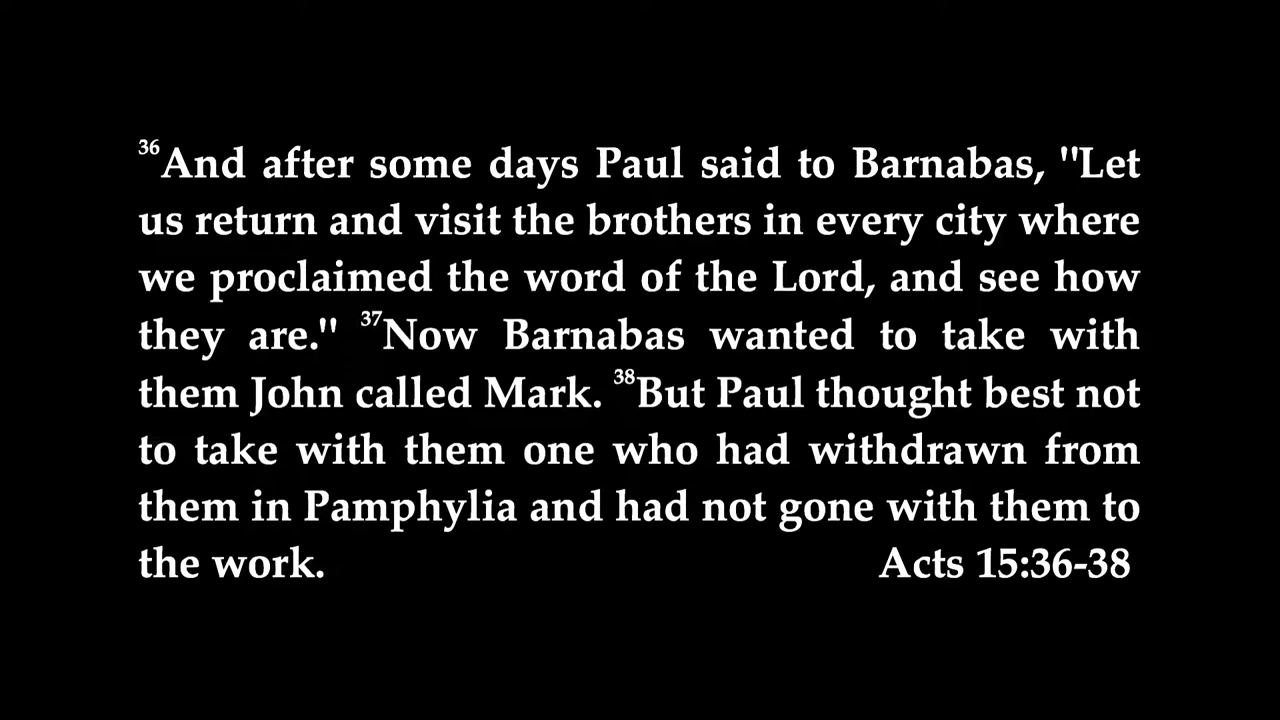 36And after some days Paul said to Barnabas, "Let
us return and visit the brothers in every city where
we proclaimed the word of the Lord, and see how
they are." 37Now Barnabas wanted to take with
them John called Mark. 38But Paul thought best not
to take with them one who had withdrawn from
them in Pamphylia and had not gone with them to
the work. Acts 15:36-38